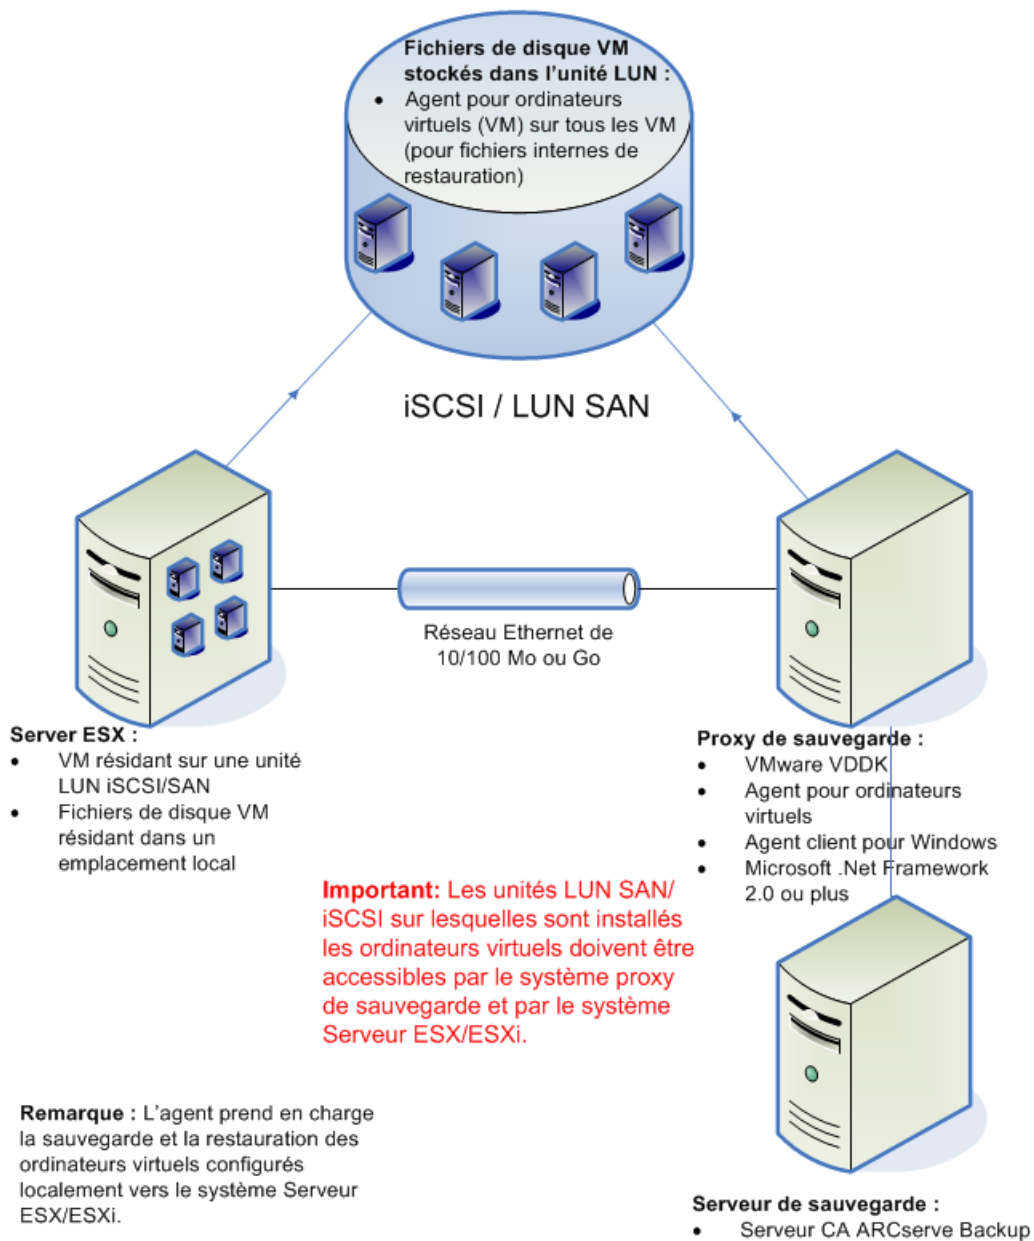 Fichiers de disque VM
stockés dans l'unité LUN :
• Agent pour ordinateurs
virtuels (VM) sur tous les VM
(pour fichiers internes de
restauration)
iSCSI / LUN SAN
Réseau Ethernet de
10/100 Mo ou Go
Server ESX :
• VM résidant sur une unité
LUN iSCSI/SAN
• Fichiers de disque VM
résidant dans un
emplacement local
Proxy de sauvegarde :
• VMware VDDK
• Agent pour ordinateurs
virtuels
• Agent client pour Windows
• Microsoft .Net Framework
2.0 ou plus
Important: Les unités LUN SAN/
iSCSI sur lesquelles sont installés
les ordinateurs virtuels doivent être
accessibles par le système proxy
de sauvegarde et par le système
Serveur ESX/ESXi.
Remarque : L'agent prend en charge
la sauvegarde et la restauration des
ordinateurs virtuels configurés
localement vers le système Serveur
ESX/ESXi.
Serveur de sauvegarde :
• Serveur CA ARCserve Backup